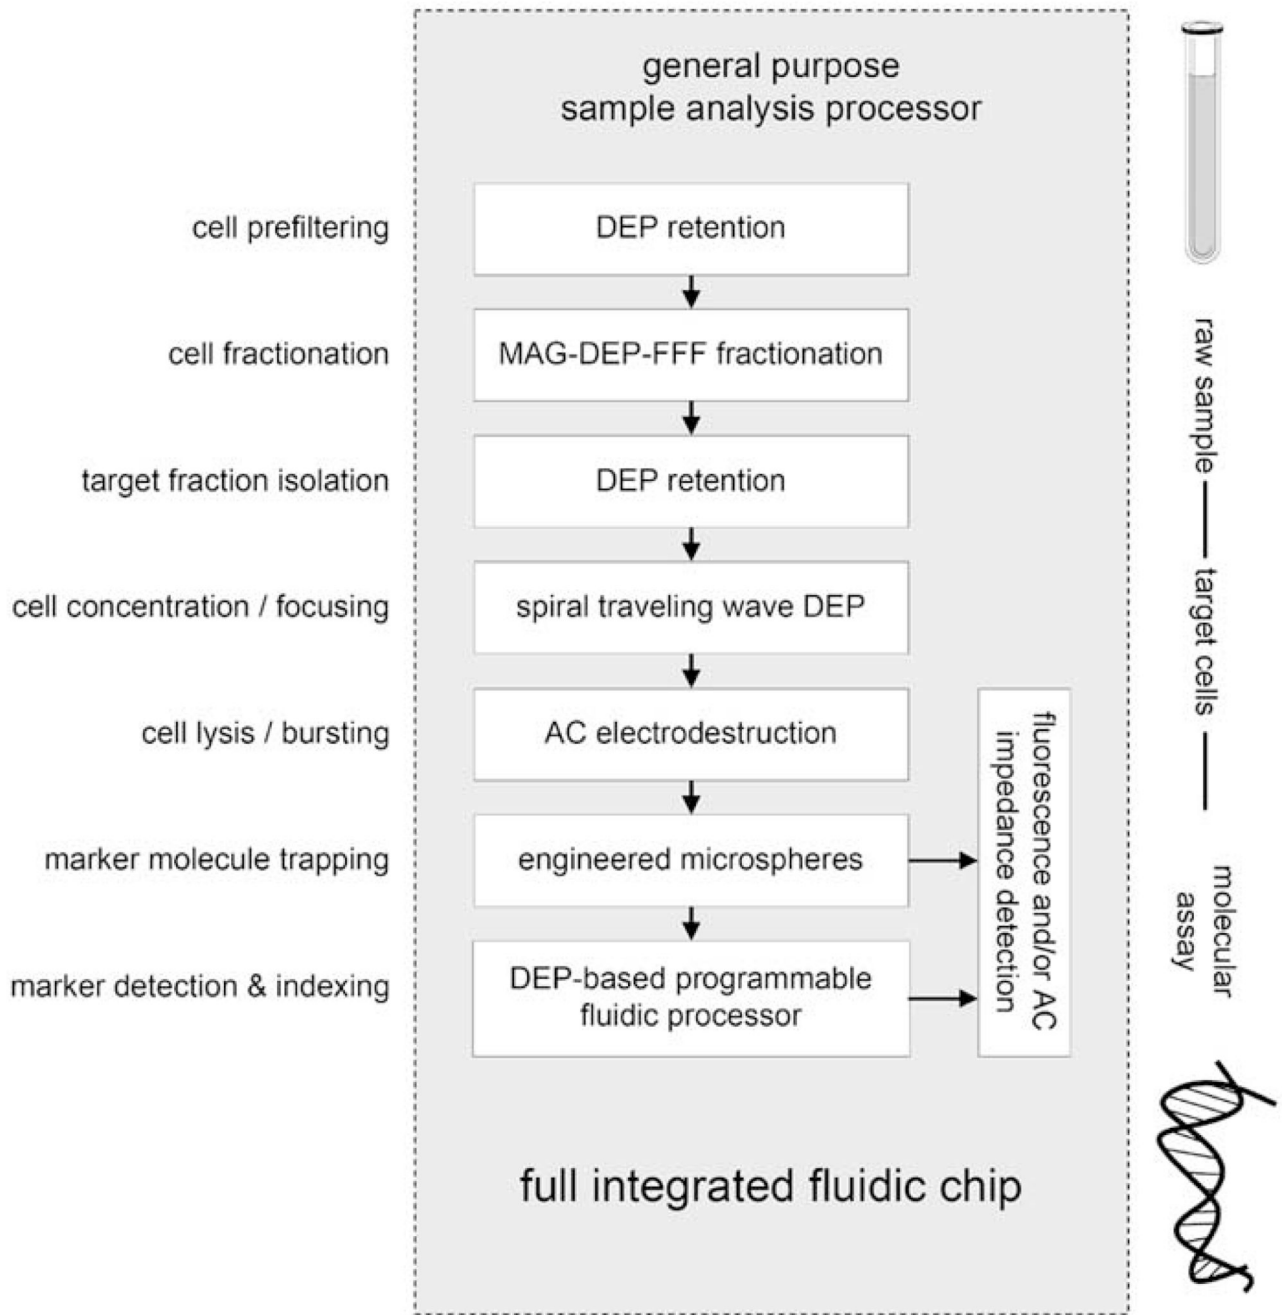 general purpose
sample analysis processor
cell prefiltering
DEP retention
cell fractionation
MAG-DEP-FFF fractionation
target fraction isolation
DEP retention
cell concentration / focusing
spiral traveling wave DEP
cell lysis / bursting
AC electrodestruction
marker molecule trapping
engineered microspheres
marker detection & indexing
DEP-based programmable
fluidic processor
fluorescence and/or AC
impedance detection
full integrated fluidic chip
raw sample
target cells
molecular
assay